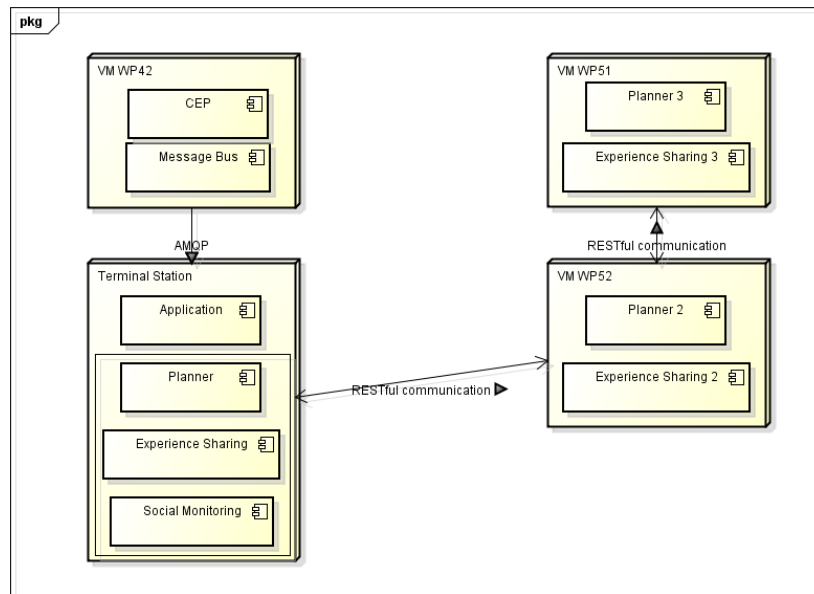 pkg
VM WP42
CEP
Message Bus
AMQP
Terminal Station
Application
Planner
Experience Sharing
Social Monitoring
RESTful communication
VM WP51
Planner 3
Experience Sharing 3
RESTful communication
VM WP52
Planner 2
Experience Sharing 2